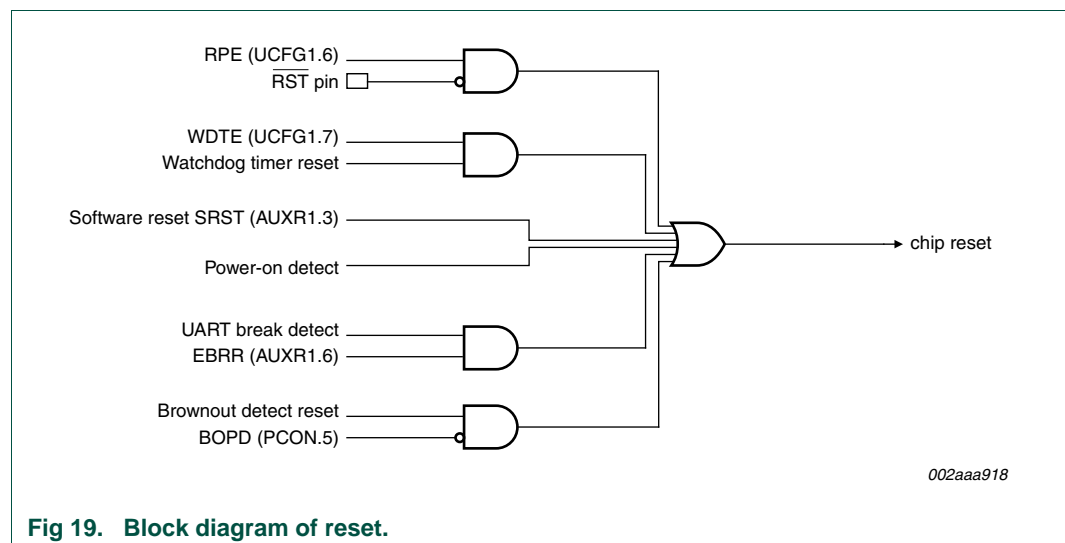 RPE (UCFG1.6)
RST pin
WDTE (UCFG1.7)
Watchdog timer reset
Software reset SRST (AUXR1.3)
Power-on detect
chip reset
UART break detect
EBRR (AUXR1.6)
Brownout detect reset
BOPD (PCON.5)
002aaa918
Fig 19. Block diagram of reset.